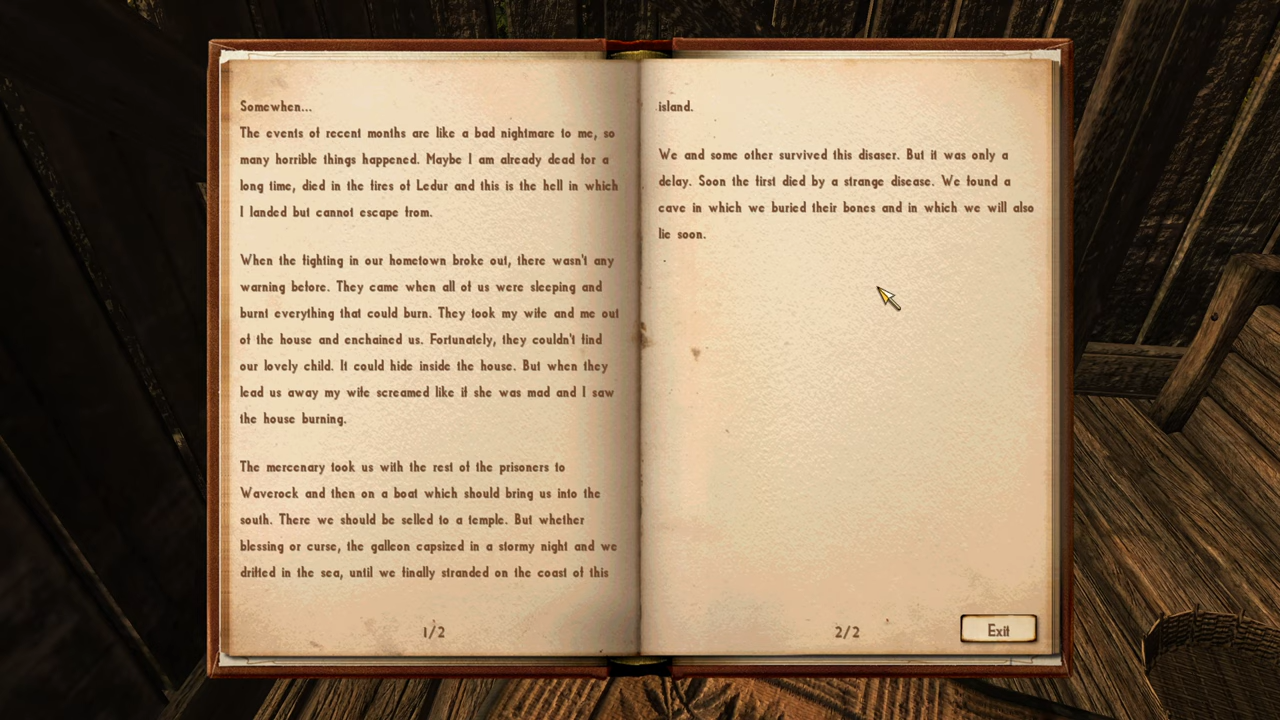 Somewhen...
The events of recent months are like a bad nightmare to me, so
many horrible things happened. Maybe I am already dead for a
long time, died in the fires of Ledur and this is the hell in which
I landed but cannot escape from.
When the fighting in our hometown broke out, there wasn't any
warning before. They came when all of us were sleeping and
burnt everything that could burn. They took my wife and me out
of the house and enchained us. Fortunately, they couldn't find
our lovely child. It could hide inside the house. But when they
lead us away my wife screamed like if she was mad and I saw
the house burning.
The mercenary took us with the rest of the prisoners to
Waverock and then on a boat which should bring us into the
south. There we should be selled to a temple. But whether
blessing or curse, the galleon capsized in a stormy night and we
drifted in the sea, until we finally stranded on the coast of this
1/2
island.
We and some other survived this disaser. But it was only a
delay. Soon the first died by a strange disease. We found a
cave in which we buried their bones and in which we will also
lie soon.
2/2
Exit